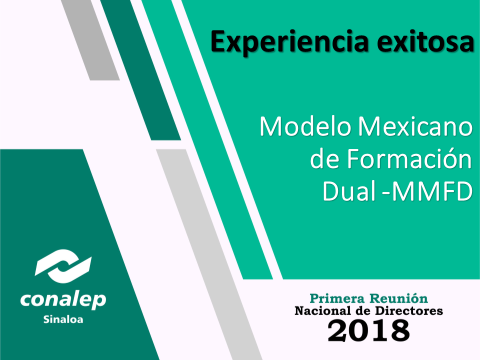 Experiencia exitosa
Modelo Mexicano
de Formación
Dual -MMFD
conalep
Sinaloa
Primera Reunión
Nacional de Directores
2018